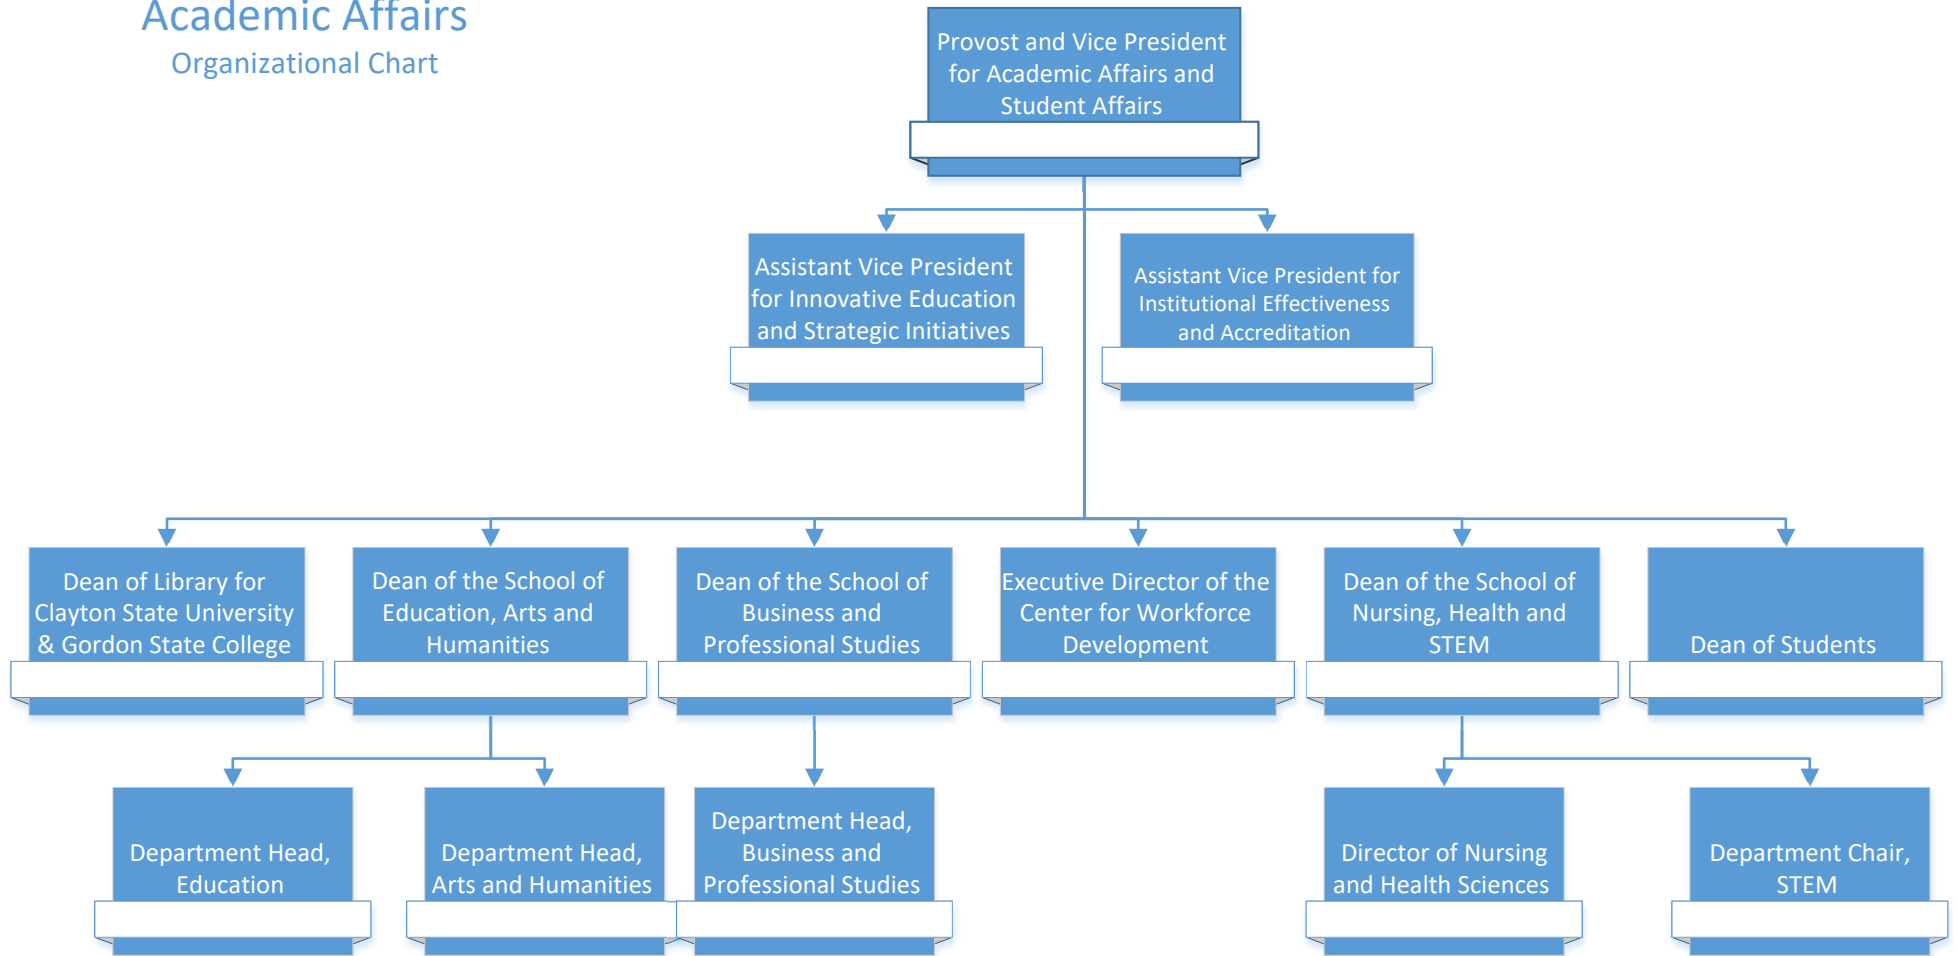 Academic Affairs
Organizational Chart
Provost and Vice President
for Academic Affairs and
Student Affairs
Assistant Vice President
for Innovative Education
and Strategic Initiatives
Assistant Vice President for
Institutional Effectiveness
and Accreditation
Dean of Library for
Clayton State University
& Gordon State College
Dean of the School of
Education, Arts and
Humanities
Dean of the School of
Business and
Professional Studies
Executive Director of the
Center for Workforce
Development
Dean of the School of
Nursing, Health and
STEM
Dean of Students
Department Head,
Education
Department Head,
Arts and Humanities
Department Head,
Business and
Professional Studies
Director of Nursing
and Health Sciences
Department Chair,
STEM